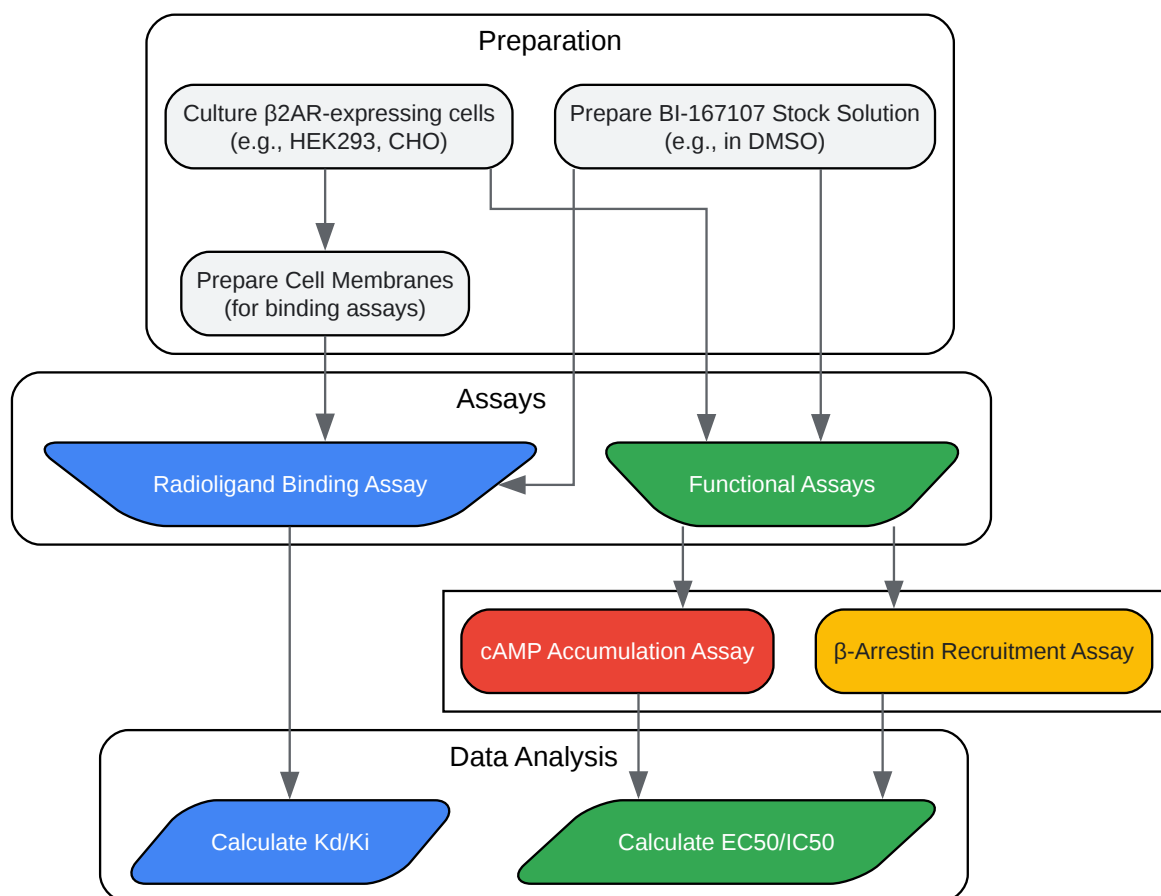 Preparation
Culture β2AR-expressing cells
(e.g., HEK293, CHO)
Prepare BI-167107 Stock Solution
(e.g., in DMSO)
Prepare Cell Membranes
(for binding assays)
Assays
Radioligand Binding Assay
Functional Assays
cAMP Accumulation Assay
β-Arrestin Recruitment Assay
Data Analysis
Calculate Kd/Ki
Calculate EC50/IC50